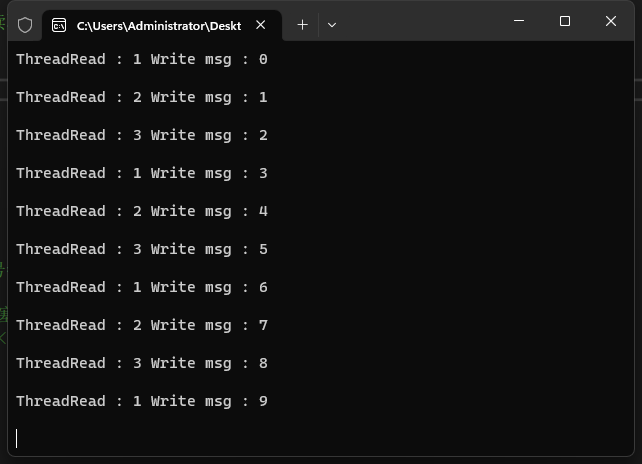 C:\Users\Administrator\Deskt
ThreadRead : 1 Write msg : 0
ThreadRead : 2 Write msg : 1
ThreadRead : 3 Write msg : 2
ThreadRead : 1 Write msg : 3
ThreadRead : 2 Write msg : 4
ThreadRead : 3 Write msg : 5
ThreadRead : 1 Write msg : 6
ThreadRead : 2 Write msg : 7
ThreadRead : 3 Write msg : 8
ThreadRead : 1 Write msg : 9